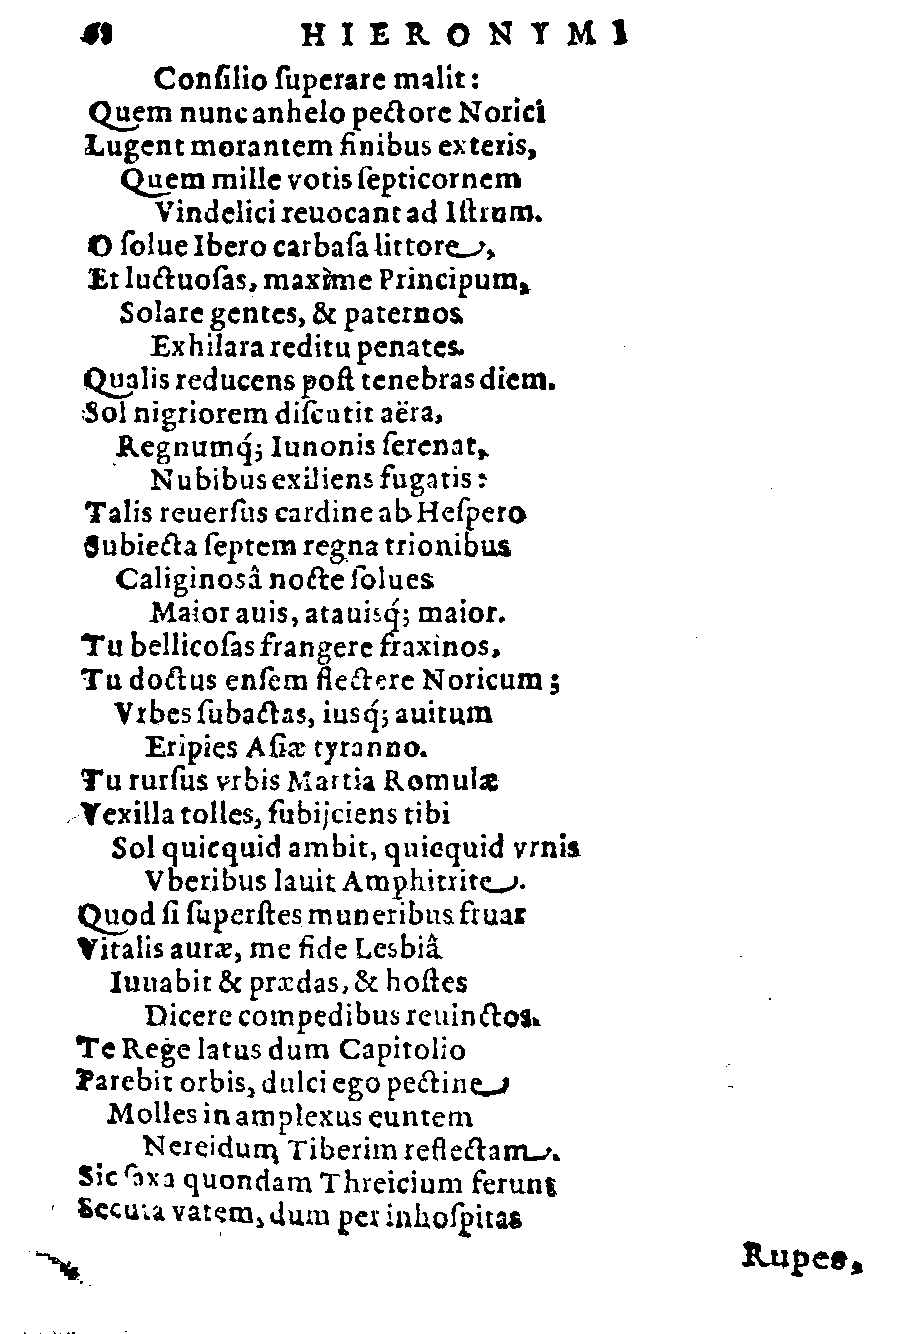 HIERONYMI
Conſilio ſuperare malit:
Quem nunc anhelo pectore Norici
Lugent morantem finibus exteris,
Quem mille votis ſepticornem
Vindelici reuocant ad Iſtrum.
O ſolue Ibero carbaſa littore,
Et luctuoſas, maxime Principum,
Solare gentes, & paternos
Exhilara reditu penates.
Qualis reducens poſt tenebras diem.
Sol nigriorem diſcutit aëra,
Regnumq́; Iunonis ſerenat,
Nubibus exiliens fugatis:
Talis reuerſus cardine ab Heſpero
Subiecta ſeptem regna trionibus
Caliginosâ nocte ſolues
Maior auis, atauisq́; maior.
Tu bellicoſas frangere fraxinos,
Tu doctus enſem flectere Noricum;
Vrbes ſubactas, iusq́; auitum
Eripies Aſiæ tyranno.
Tu rurſus vrbis Martia Romulæ
Vexilla tolles, ſubijciens tibi
Sol quicquid ambit, quicquid vrnis
Vberibus lauit Amphitrite.
Quod ſi ſuperſtes muneribus fruar
Vitalis auræ, me fide Lesbiâ
Iuuabit & prædas, & hoſtes
Dicere compedibus reuinctos.
Te Rege latus dum Capitolio
Parebit orbis, dulci ego pectine
Molles in amplexus euntem
Nereidum Tiberim reflectam.
Sic ſaxa quondam Threicium ferunt
Secuta vatem, dum per inhoſpitas
Rupes,